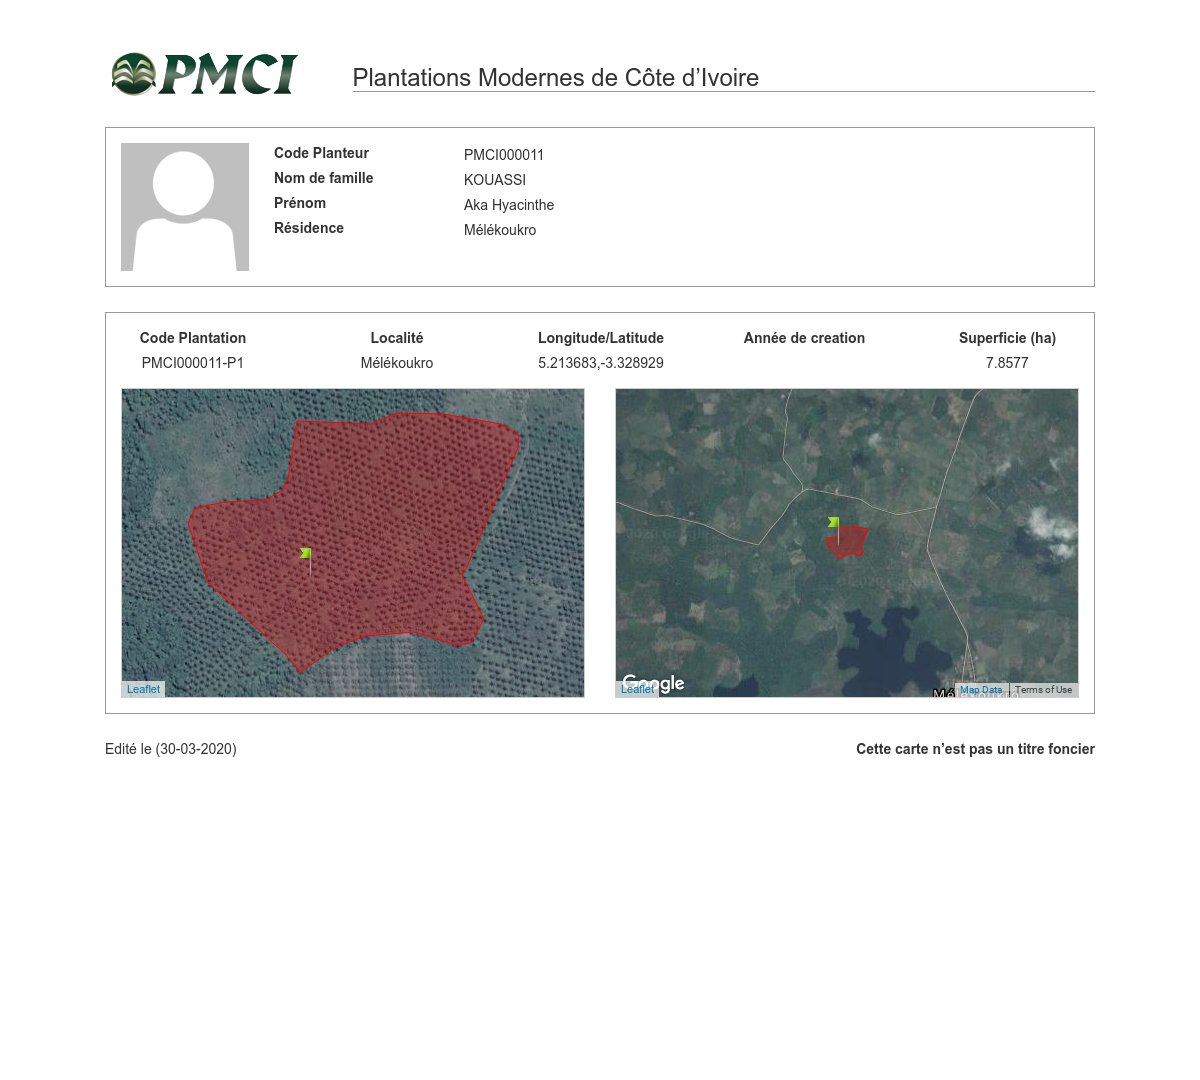 PMCI
Plantations Modernes de Côte d’Ivoire
Code Planteur PMCI000011
Nom de famille KOUASSI
Prénom Aka Hyacinthe
Résidence Mélékoukro
Code Plantation Localité Longitude/Latitude Année de creation Superficie (ha)
PMCI000011-P1 Mélékoukro 5.213683,-3.328929 7.8577
Leaflet
Google
Leaflet
Map Data Terms of Use
Edité le (30-03-2020) Cette carte n’est pas un titre foncier